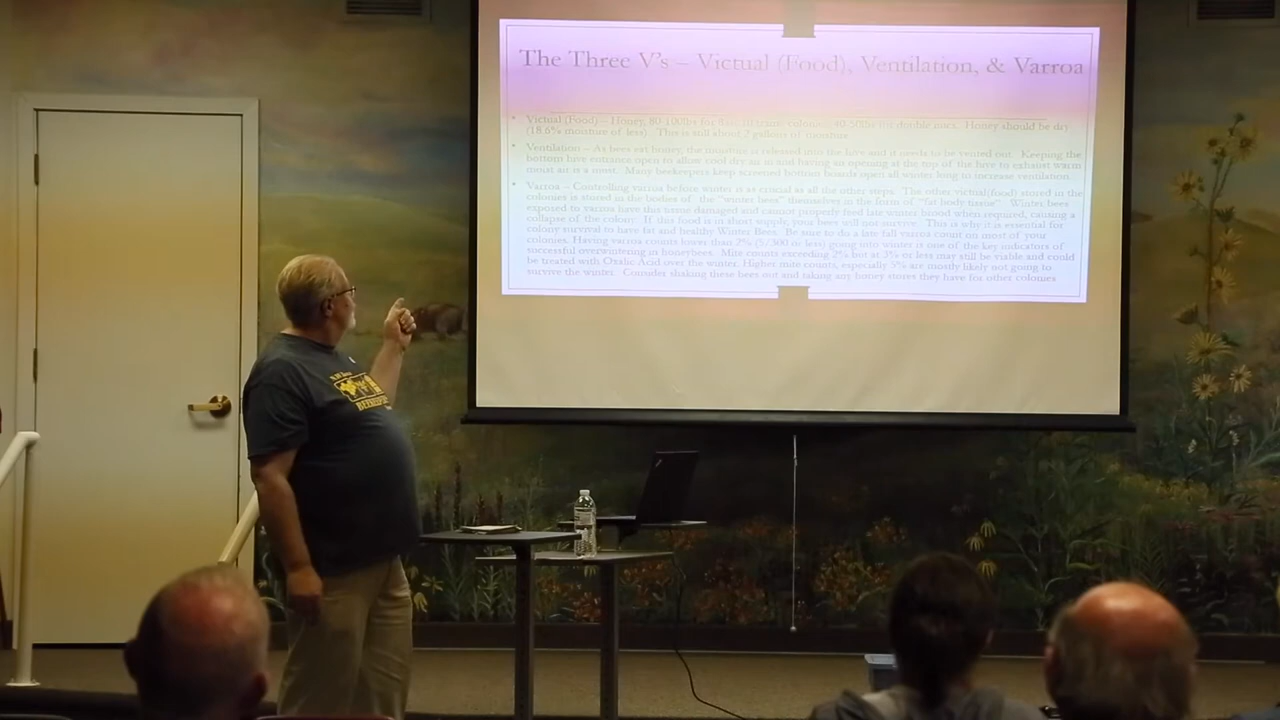 The Three V's – Victual (Food), Ventilation, & Varroa
Victual (Food) – Honey, 80-100lbs for 8 or 10 frame colonies, 40-50lbs for double nucs. Honey should be dry
(18.6% moisture of less). This is still about 2 gallons of moisture
Ventilation – As bees eat honey, the moisture is released into the hive and it needs to be vented out. Keeping the
bottom hive entrance open to allow cool dry air in and having an opening at the top of the hive to exhaust warm
moist air is a must. Many beekeepers keep screened bottom boards open all winter long to increase ventilation
Varroa – Controlling varroa before winter is as crucial as all the other steps. The other victual(food) stored in the
colonies is stored in the bodies of the "winter bees" themselves in the form of "fat body tissue". Winter bees
exposed to varroa have this tissue damaged and cannot properly feed late winter brood when required, causing a
collapse of the colony. If this food is in short supply, your bees will not survive. This is why it is essential for
colony survival to have fat and healthy Winter Bees. Be sure to do a late fall varroa count on most of your
colonies. Having varroa counts lower than 2% (5/300 or less) going into winter is one of the key indicators of
successful overwintering in honeybees. Mite counts exceeding 2% but at 3% or less may still be viable and could
be treated with Oxalic Acid over the winter. Higher mite counts, especially 5% are mostly likely not going to
survive the winter. Consider shaking these bees out and taking any honey stores they have for other colonies